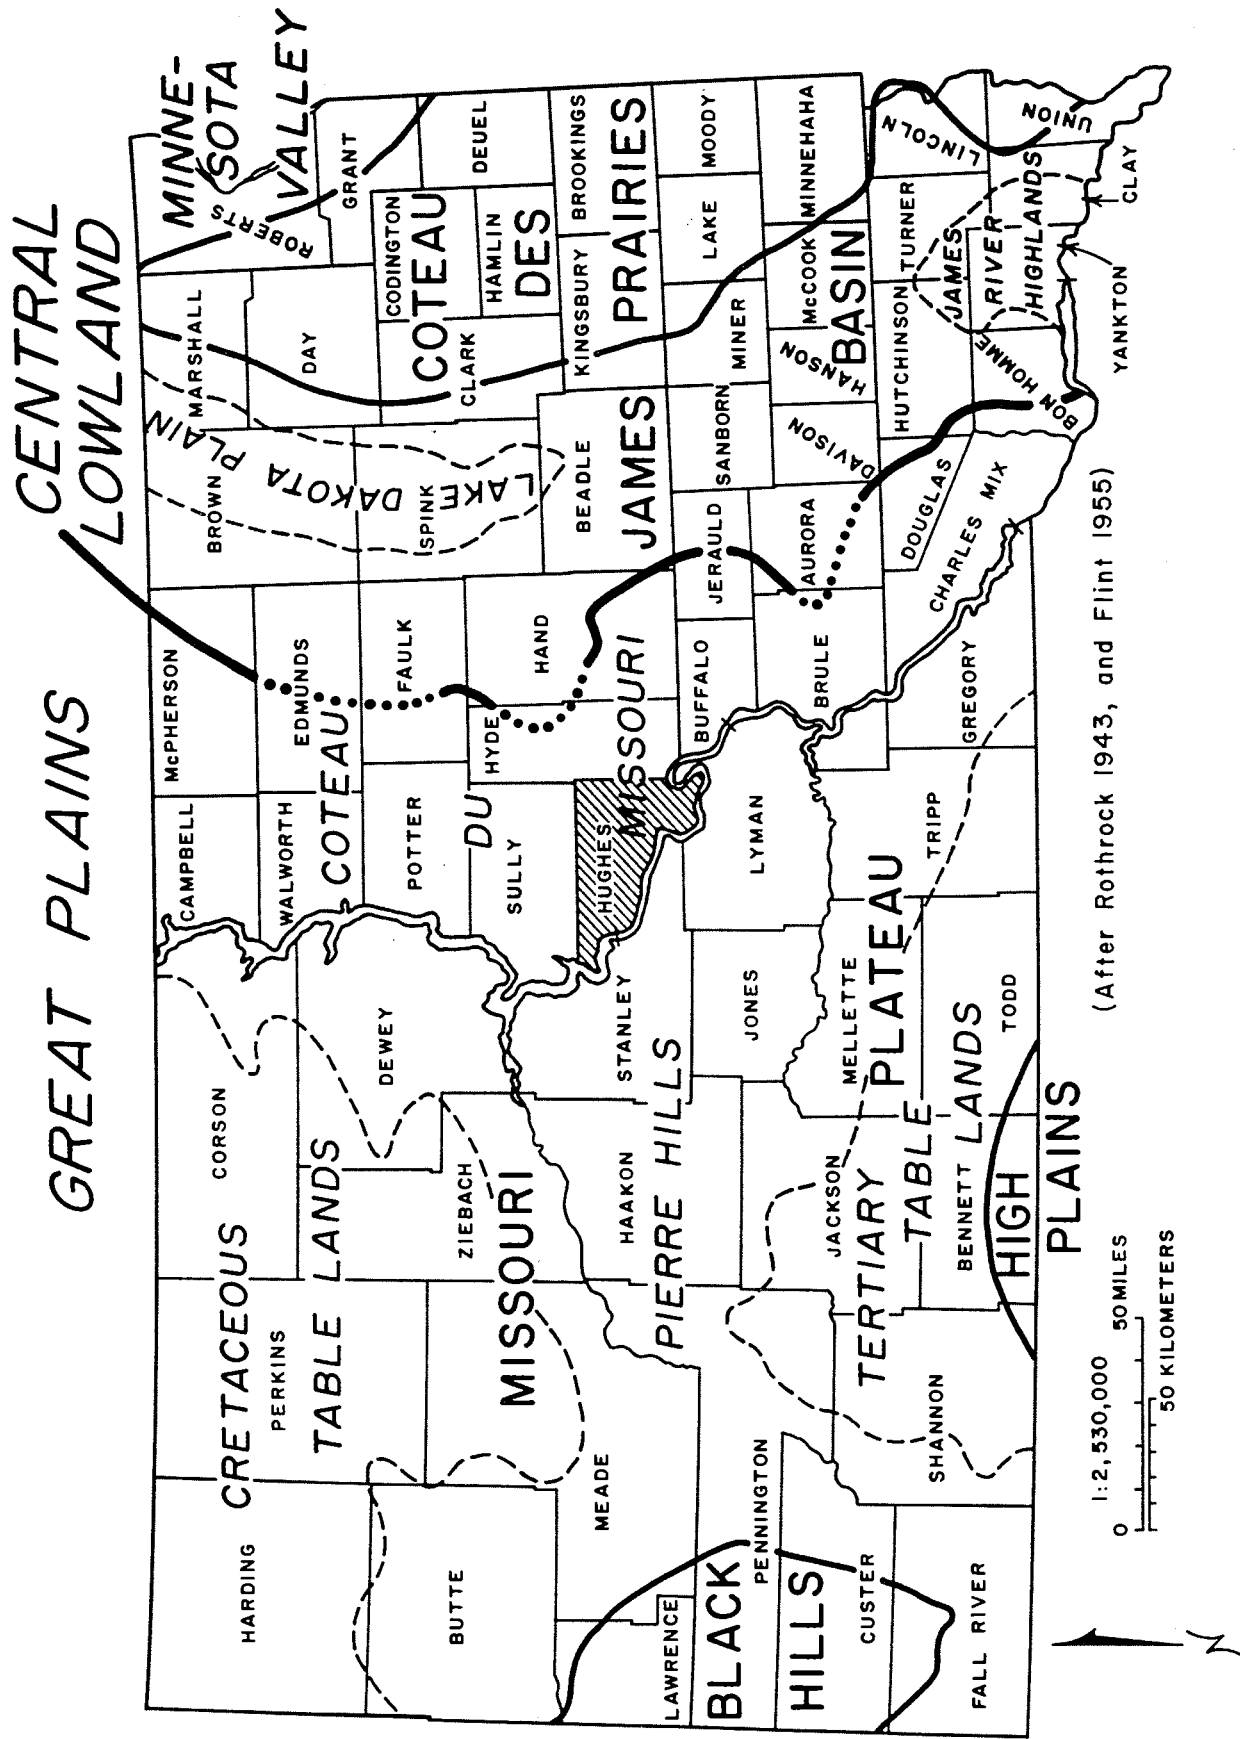 GREAT PLAINS
CENTRAL
LOWLAND
MINNE-
SOTA
VALLEY
HARDING
CRETACEOUS
PERKINS
TABLE LANDS
CORSON
CAMPBELL
McPHERSON
BROWN
MARSHALL
ROBERTS
WALWORTH
EDMUNDS
DAY
GRANT
LAKE DAKOTA PLAIN
DEWEY
COTEAU
DU
MISSOURI
POTTER
FAULK
SPINK
CLARK
CODINGTON
HAMLIN
DEUEL
COTEAU
DES
PRAIRIES
BUTTE
MEADE
ZIEBACH
MISSOURI
PLATEAU
SULLY
HYDE
HAND
BEADLE
KINGSBURY
BROOKINGS
HUGHES
STANLEY
HAAKON
PIERRE HILLS
JAMES
BASIN
LAWRENCE
BLACK
HILLS
PENNINGTON
JACKSON
JONES
LYMAN
BUFFALO
JERAULD
SANBORN
MINER
LAKE
MOODY
BRULE
AURORA
DAVISON
HANSON
McCOOK
MINNEHAHA
CUSTER
SHANNON
TERTIARY
TABLE LANDS
MELLETTE
TRIPP
DOUGLAS
HUTCHINSON
TURNER
LINCOLN
FALL RIVER
BENNETT
TODD
GREGORY
CHARLES MIX
BON HOMME
JAMES
RIVER
HIGHLANDS
UNION
HIGH
PLAINS
YANKTON
CLAY
N
1:2,530,000
0 50 MILES
50 KILOMETERS
(After Rothrock 1943, and Flint 1955)